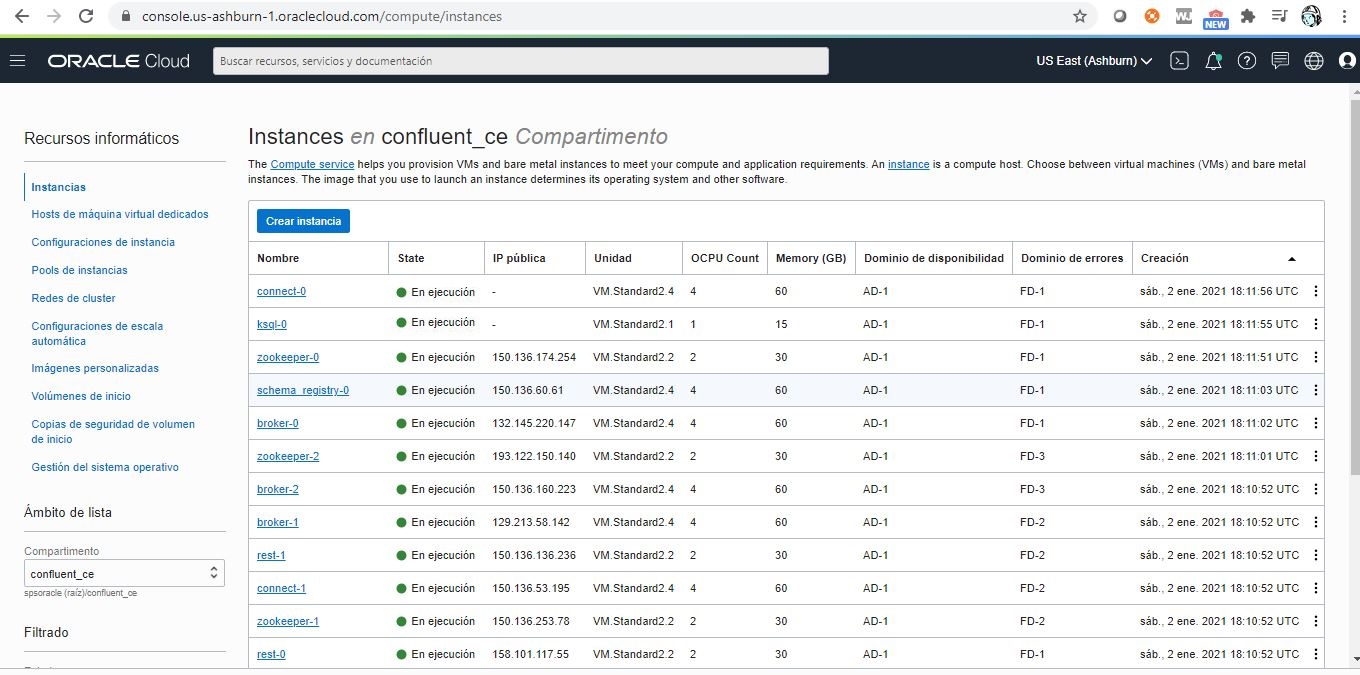 console.us-ashburn-1.oraclecloud.com/compute/instances
WJ
NEW
ORACLE Cloud
Buscar recursos, servicios y documentación
US East (Ashburn)
Recursos informáticos
Instancias
Hosts de máquina virtual dedicados
Configuraciones de instancia
Pools de instancias
Redes de cluster
Configuraciones de escala
automática
Imágenes personalizadas
Volúmenes de inicio
Copias de seguridad de volumen
de inicio
Gestión del sistema operativo
Ámbito de lista
Compartimento
confluent_ce
spsoracle (raíz)/confluent_ce
Filtrado
Instances en confluent_ce Compartimento
The Compute service helps you provision VMs and bare metal instances to meet your compute and application requirements. An instance is a compute host. Choose between virtual machines (VMs) and bare metal
instances. The image that you use to launch an instance determines its operating system and other software.
Crear instancia
Nombre State IP pública Unidad OCPU Count Memory (GB) Dominio de disponibilidad Dominio de errores Creación
connect-0 En ejecución - VM.Standard2.4 4 60 AD-1 FD-1 sáb., 2 ene. 2021 18:11:56 UTC
ksql-0 En ejecución - VM.Standard2.1 1 15 AD-1 FD-1 sáb., 2 ene. 2021 18:11:55 UTC
zookeeper-0 En ejecución 150.136.174.254 VM.Standard2.2 2 30 AD-1 FD-1 sáb., 2 ene. 2021 18:11:51 UTC
schema_registry-0 En ejecución 150.136.60.61 VM.Standard2.4 4 60 AD-1 FD-1 sáb., 2 ene. 2021 18:11:03 UTC
broker-0 En ejecución 132.145.220.147 VM.Standard2.4 4 60 AD-1 FD-1 sáb., 2 ene. 2021 18:11:02 UTC
zookeeper-2 En ejecución 193.122.150.140 VM.Standard2.2 2 30 AD-1 FD-3 sáb., 2 ene. 2021 18:11:01 UTC
broker-2 En ejecución 150.136.160.223 VM.Standard2.4 4 60 AD-1 FD-3 sáb., 2 ene. 2021 18:10:52 UTC
broker-1 En ejecución 129.213.58.142 VM.Standard2.4 4 60 AD-1 FD-2 sáb., 2 ene. 2021 18:10:52 UTC
rest-1 En ejecución 150.136.136.236 VM.Standard2.2 2 30 AD-1 FD-2 sáb., 2 ene. 2021 18:10:52 UTC
connect-1 En ejecución 150.136.53.195 VM.Standard2.4 4 60 AD-1 FD-2 sáb., 2 ene. 2021 18:10:52 UTC
zookeeper-1 En ejecución 150.136.253.78 VM.Standard2.2 2 30 AD-1 FD-2 sáb., 2 ene. 2021 18:10:52 UTC
rest-0 En ejecución 158.101.117.55 VM.Standard2.2 2 30 AD-1 FD-1 sáb., 2 ene. 2021 18:10:52 UTC